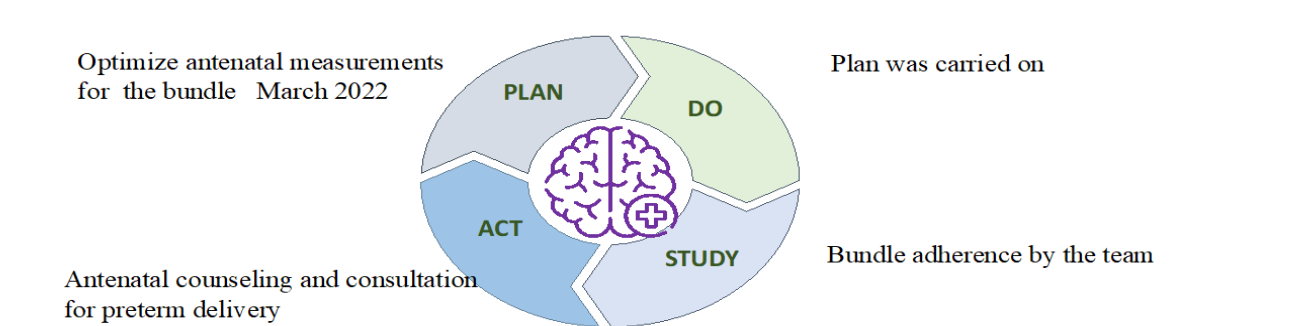 Optimize antenatal measurements
for the bundle March 2022
PLAN
DO
Plan was carried on
ACT
STUDY
Bundle adherence by the team
Antenatal counseling and consultation
for preterm delivery